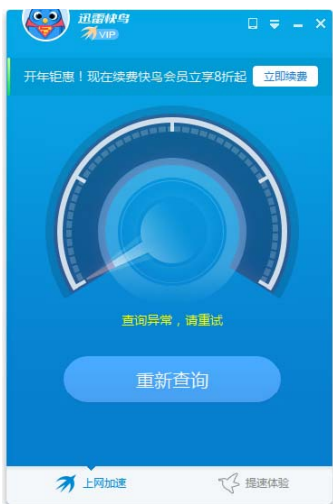 迅雷快鸟
VIP
开年钜惠！现在续费快鸟会员立享8折起
立即续费
查询异常，请重试
重新查询
上网加速
提速体验